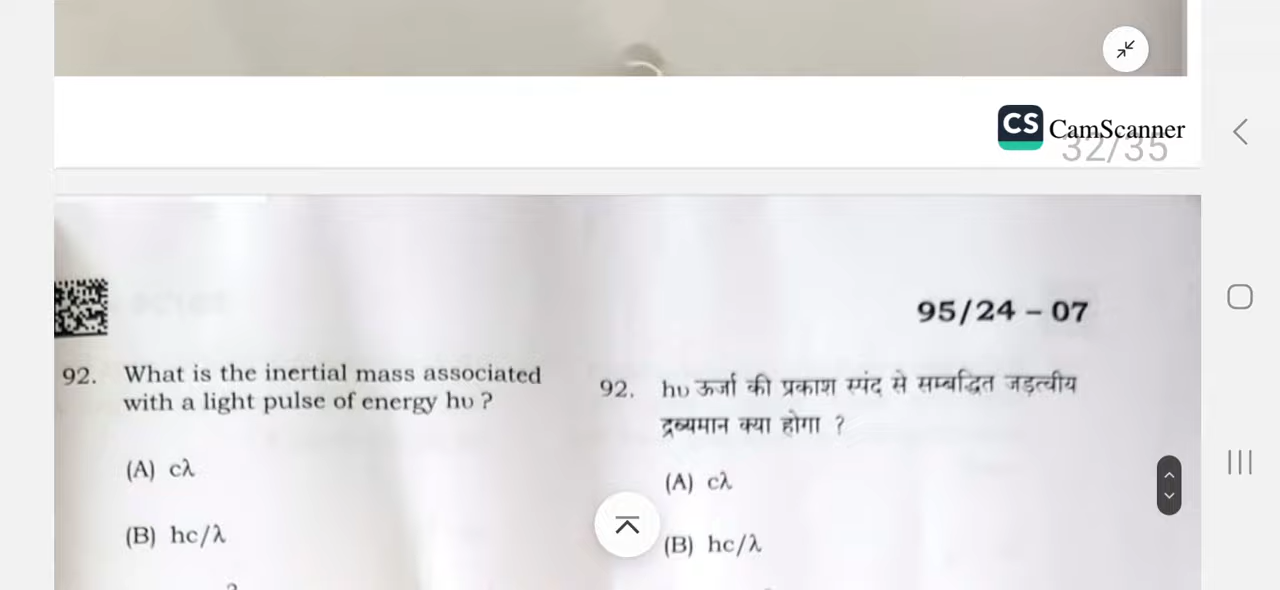 CS CamScanner
32/35
95/24 – 07
92. What is the inertial mass associated
with a light pulse of energy hυ ?
(A) cλ
(B) hc/λ
92. hυ ऊर्जा की प्रकाश स्पंद से सम्बद्धित जड़त्वीय
द्रव्यमान क्या होगा ?
(A) cλ
(B) hc/λ